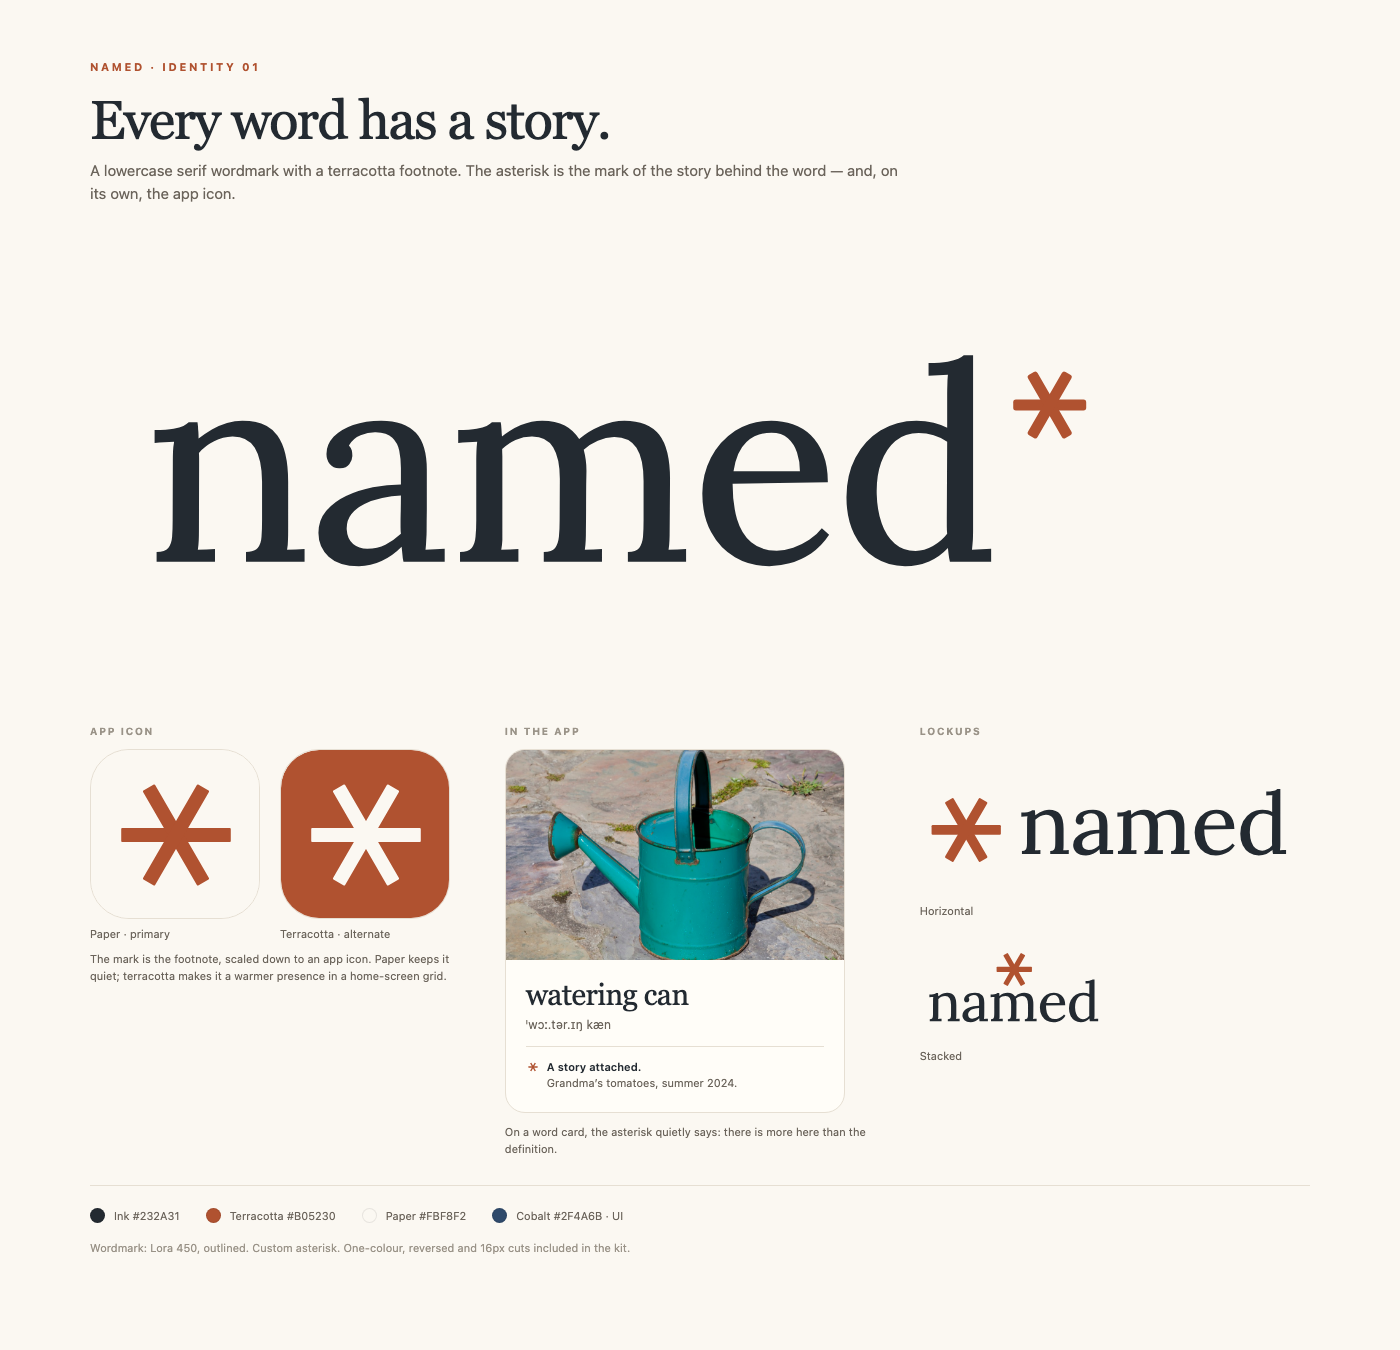 NAMED · IDENTITY 01
Every word has a story.
A lowercase serif wordmark with a terracotta footnote. The asterisk is the mark of the story behind the word — and, on
its own, the app icon.
named*
APP ICON
Paper · primary
Terracotta · alternate
The mark is the footnote, scaled down to an app icon. Paper keeps it
quiet; terracotta makes it a warmer presence in a home-screen grid.
IN THE APP
watering can
ˈwɔː.tər.ɪŋ kæn
* A story attached.
Grandma’s tomatoes, summer 2024.
On a word card, the asterisk quietly says: there is more here than the
definition.
LOCKUPS
* named
Horizontal
*
named
Stacked
Ink #232A31
Terracotta #B05230
Paper #FBF8F2
Cobalt #2F4A6B · UI
Wordmark: Lora 450, outlined. Custom asterisk. One-colour, reversed and 16px cuts included in the kit.